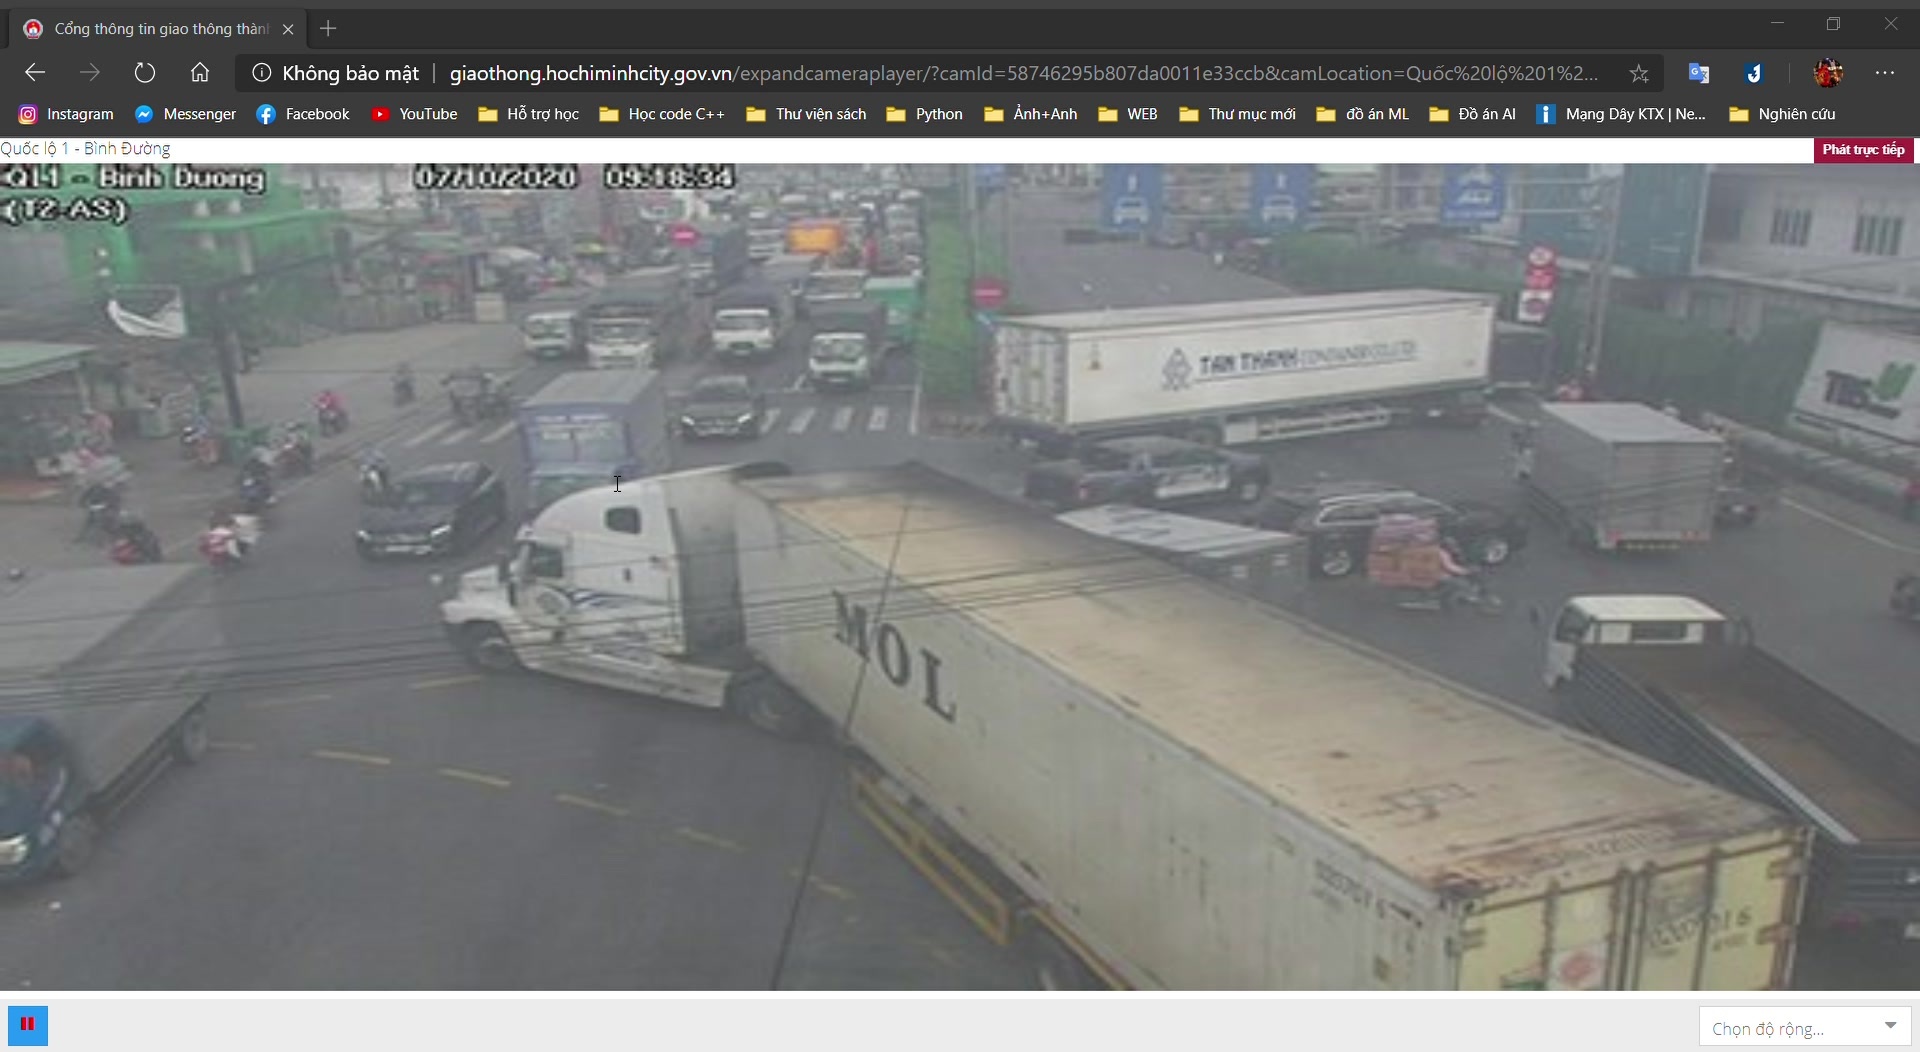 Cổng thông tin giao thông thành
Không bảo mật
giaothong.hochiminhcity.gov.vn/expandcameraplayer/?camId=58746295b807da0011e33ccb&camLocation=Quốc%20lộ%201%2...
Instagram Messenger Facebook YouTube Hỗ trợ học Học code C++ Thư viện sách Python Ảnh+Anh WEB Thư mục mới đồ án ML Đồ án AI Mạng Dây KTX | Ne... Nghiên cứu
Quốc lộ 1 - Bình Đường
Phát trực tiếp
QL1 - Binh Duong 07/10/2020 09:18:34
(T2-AS)
TAN THANH
MOL
Chọn độ rộng...